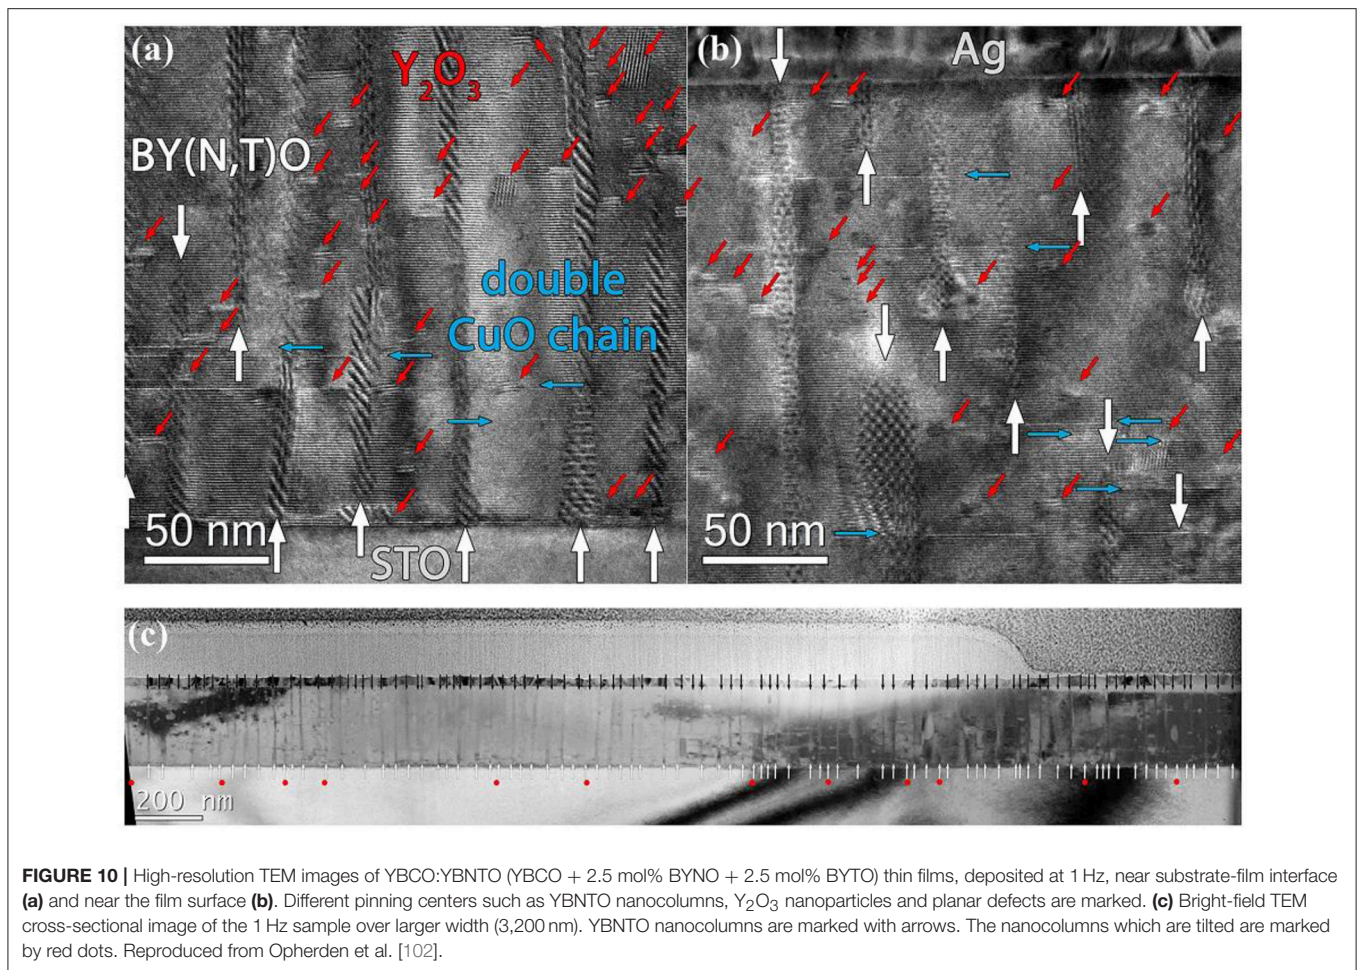 (a)
Y₂O₃
BY(N,T)O
double
CuO chain
50 nm
STO
(b)
Ag
50 nm
(c)
200 nm
FIGURE 10 | High-resolution TEM images of YBCO:YBNTO (YBCO + 2.5 mol% BYNO + 2.5 mol% BYTO) thin films, deposited at 1 Hz, near substrate-film interface
(a) and near the film surface (b). Different pinning centers such as YBNTO nanocolumns, Y₂O₃ nanoparticles and planar defects are marked. (c) Bright-field TEM
cross-sectional image of the 1 Hz sample over larger width (3,200 nm). YBNTO nanocolumns are marked with arrows. The nanocolumns which are tilted are marked
by red dots. Reproduced from Opherden et al. [102].